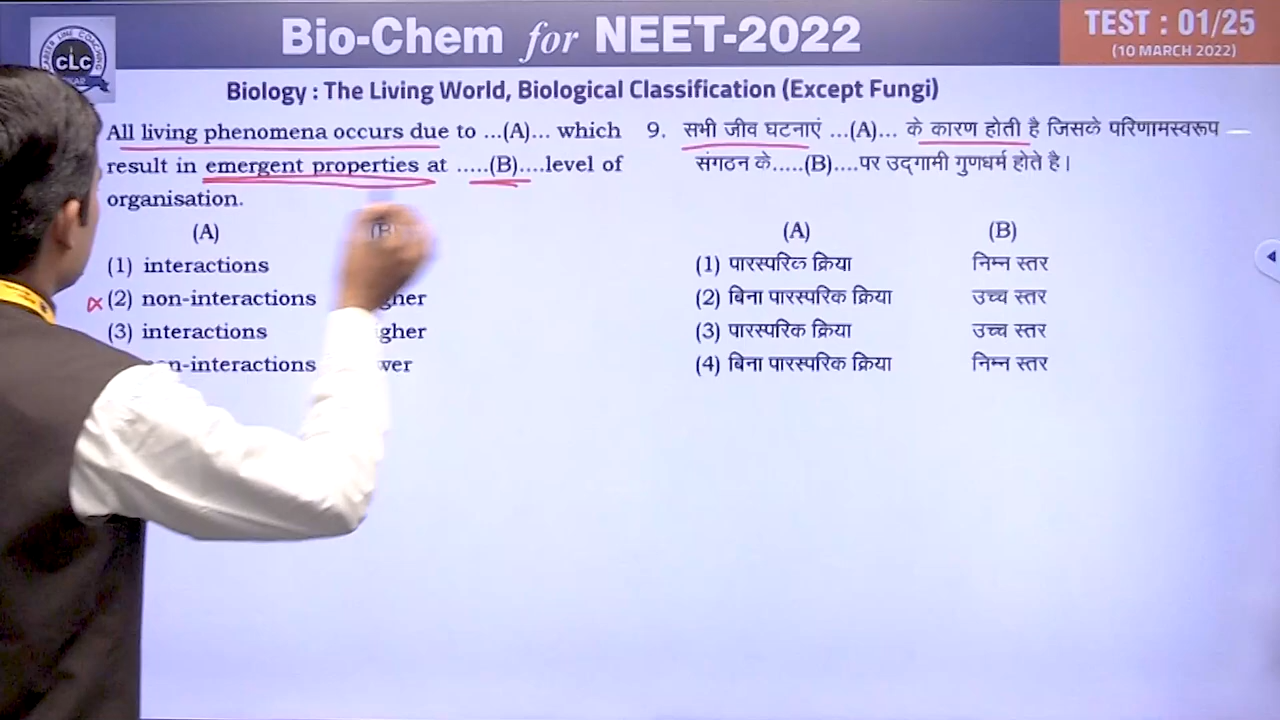 Bio-Chem for NEET-2022
TEST : 01/25
(10 MARCH 2022)
CLC
Biology : The Living World, Biological Classification (Except Fungi)
All living phenomena occurs due to ...(A)... which
result in emergent properties at .....(B)....level of
organisation.
(A)
(1) interactions
(2) non-interactions
(3) interactions
9. सभी जीव घटनाएं ...(A)... के कारण होती है जिसके परिणामस्वरूप
संगठन के.....(B)....पर उद्गामी गुणधर्म होते है।
(A) (B)
(1) पारस्परिक क्रिया निम्न स्तर
(2) बिना पारस्परिक क्रिया उच्च स्तर
(3) पारस्परिक क्रिया उच्च स्तर
(4) बिना पारस्परिक क्रिया निम्न स्तर